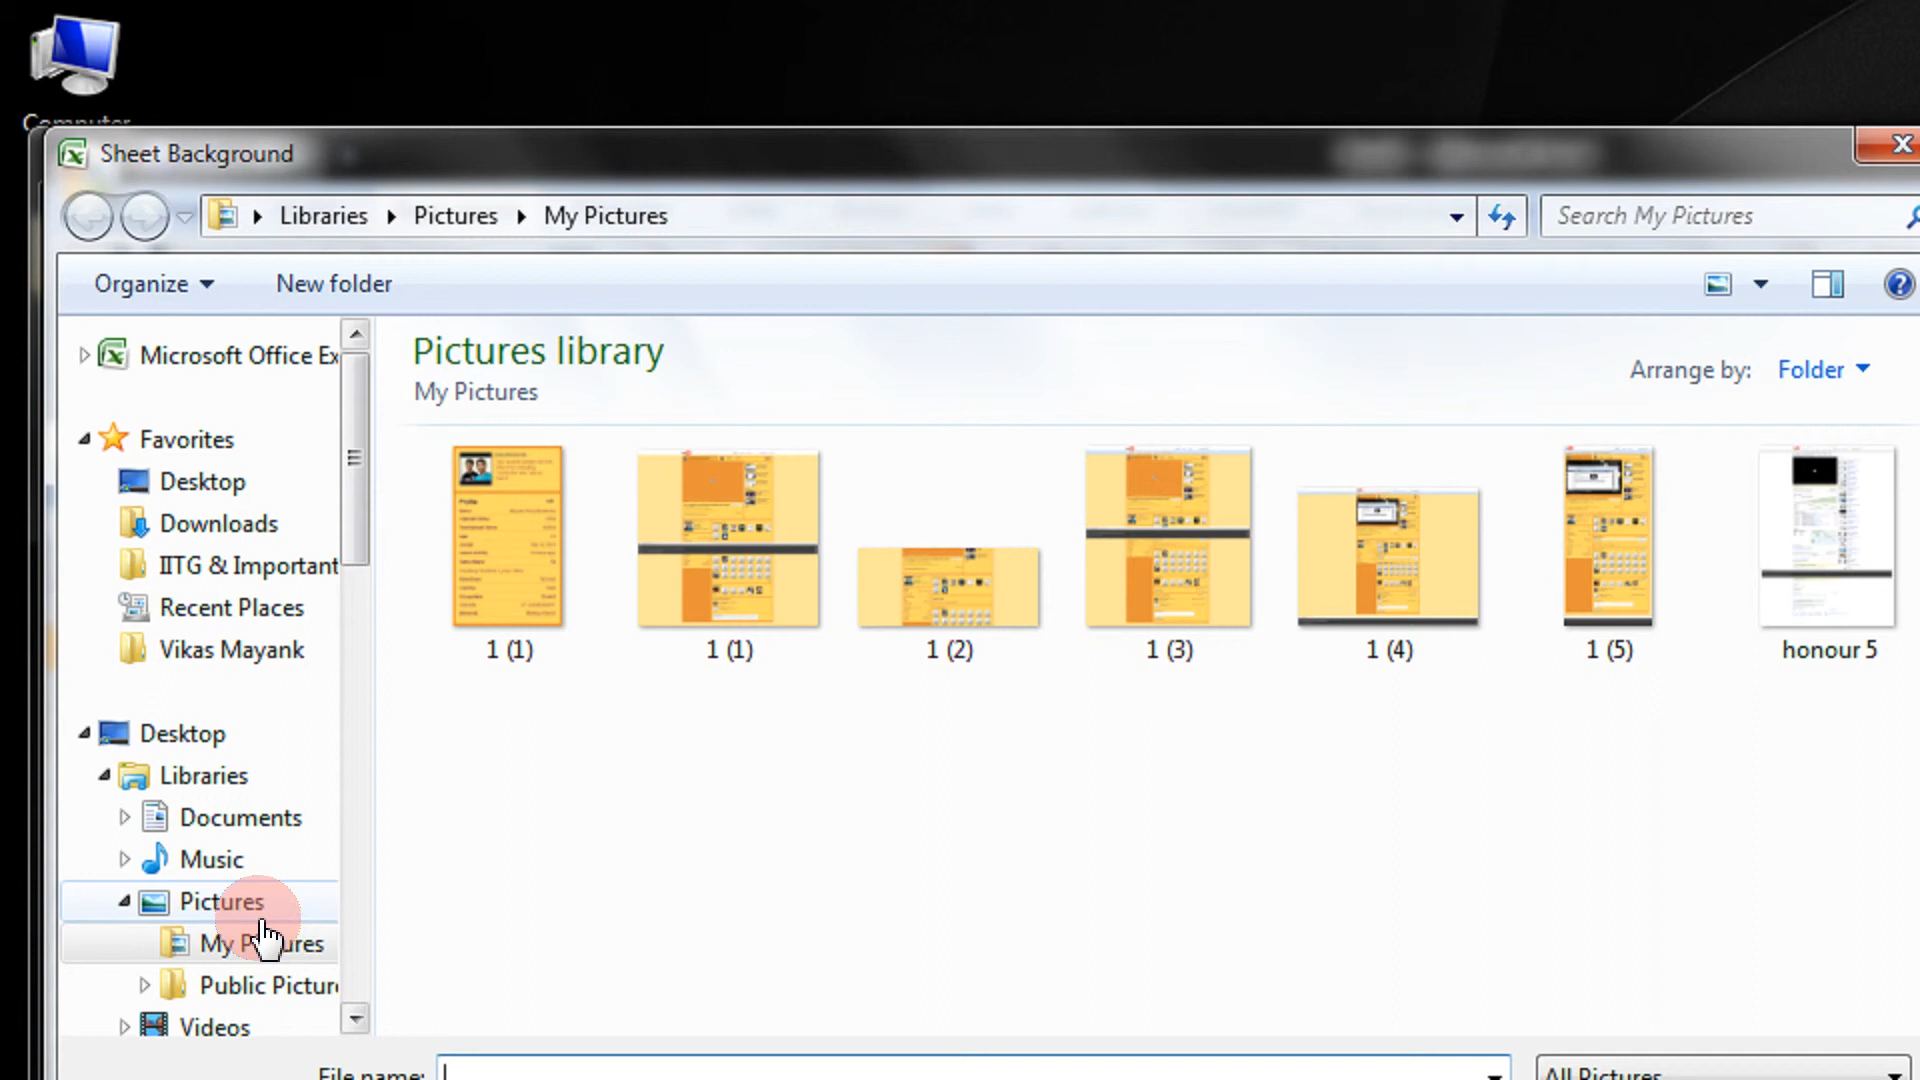 Computer
Sheet Background
Libraries Pictures My Pictures
Search My Pictures
Organize New folder
Microsoft Office Ex
Pictures library
My Pictures
Arrange by: Folder
Favorites
Desktop
Downloads
IITG & Important
Recent Places
Vikas Mayank
1 (1) 1 (1) 1 (2) 1 (3) 1 (4) 1 (5) honour 5
Desktop
Libraries
Documents
Music
Pictures
My Pictures
Public Picture
Videos
File name:
All Pictures